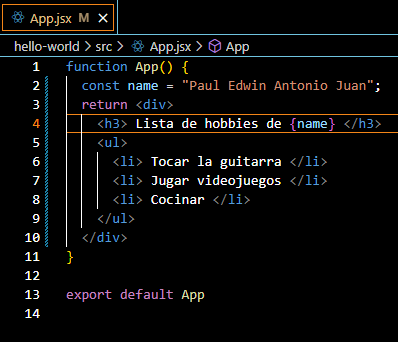 App.jsx M ×
hello-world > src > App.jsx > App
1 function App() {
2 const name = "Paul Edwin Antonio Juan";
3 return <div>
4 <h3> Lista de hobbies de {name} </h3>
5 <ul>
6 <li> Tocar la guitarra </li>
7 <li> Jugar videojuegos </li>
8 <li> Cocinar </li>
9 </ul>
10 </div>
11 }
12
13 export default App
14